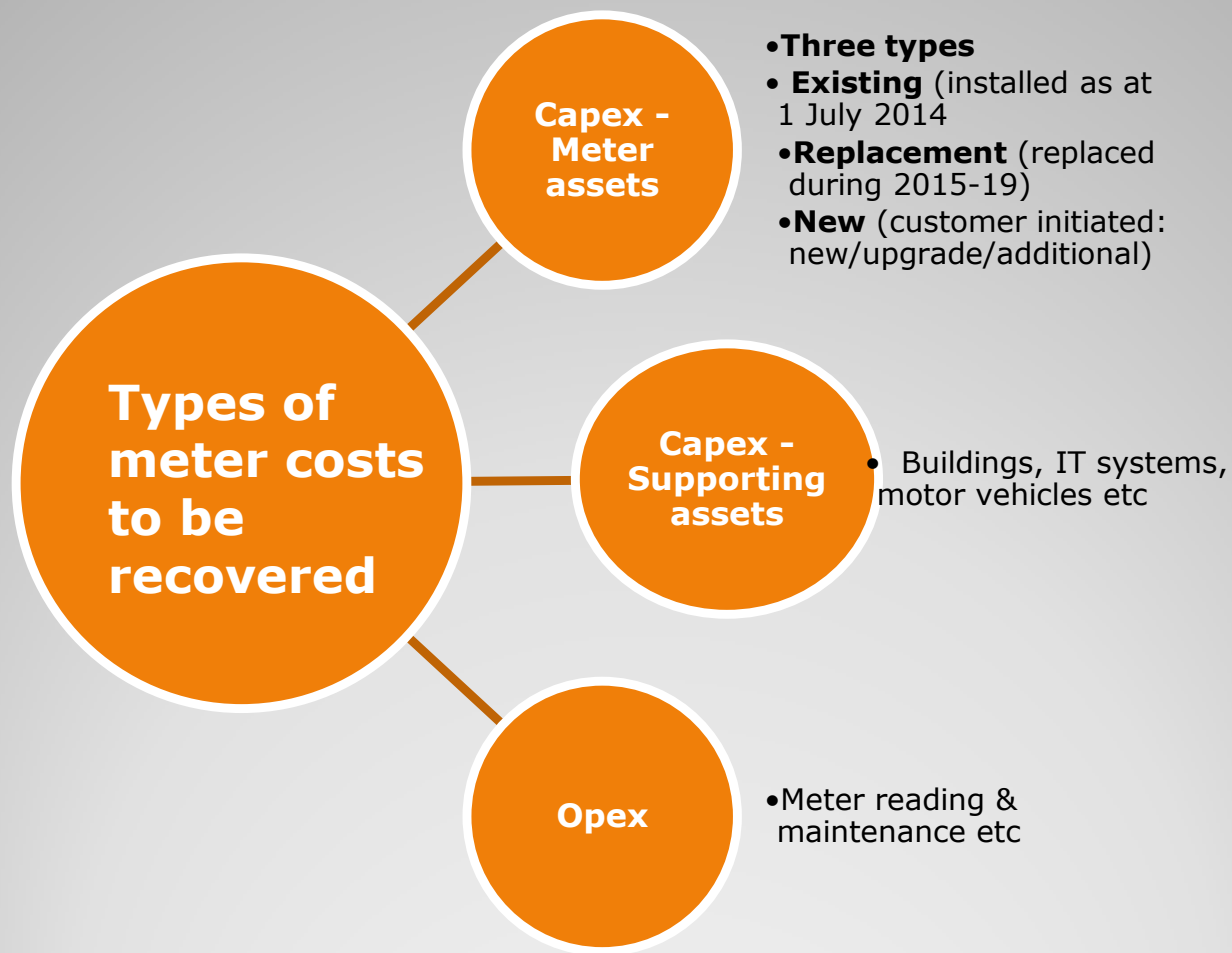 Types of
meter costs
to be
recovered
Capex -
Meter
assets
•Three types
• Existing (installed as at
1 July 2014
•Replacement (replaced
during 2015-19)
•New (customer initiated:
new/upgrade/additional)
Capex -
Supporting
assets
• Buildings, IT systems,
motor vehicles etc
Opex
•Meter reading &
maintenance etc